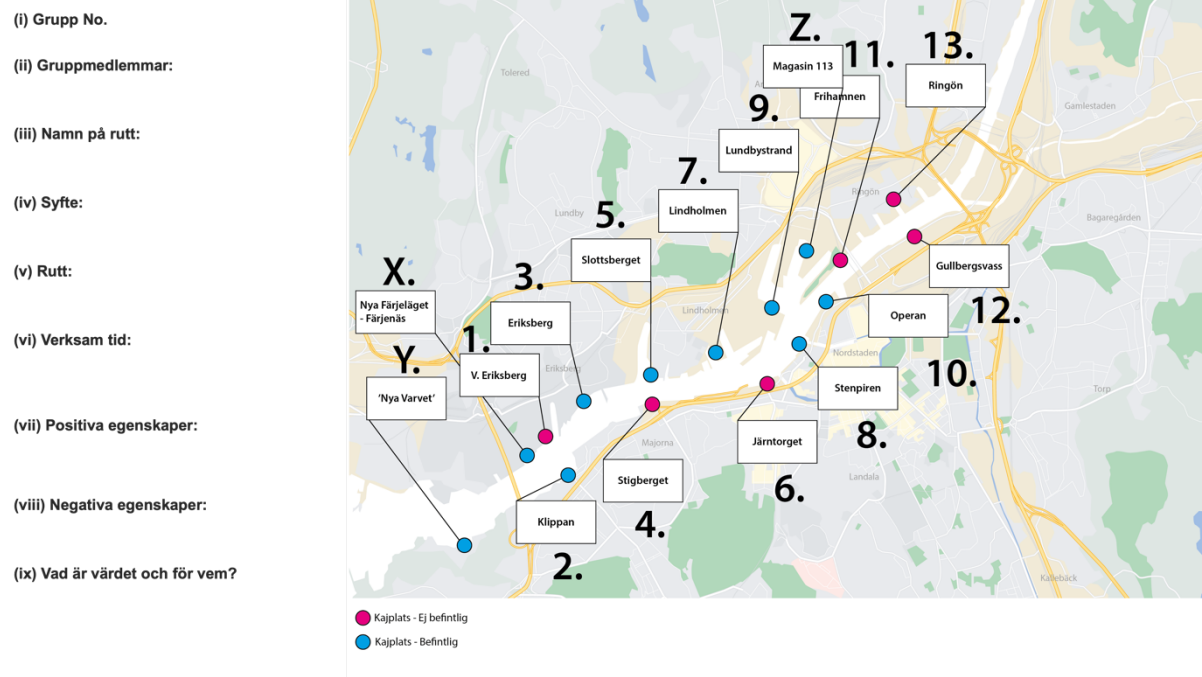 (i) Grupp No.
(ii) Gruppmedlemmar:
(iii) Namn på rutt:
(iv) Syfte:
(v) Rutt:
(vi) Verksam tid:
(vii) Positiva egenskaper:
(viii) Negativa egenskaper:
(ix) Vad är värdet och för vem?
Z.
Magasin 113
11.
Frihamnen
13.
Ringön
9.
Lundbystrand
7.
Lindholmen
5.
Slottsberget
3.
Eriksberg
X.
Nya Färjeläget
- Färjenäs
1.
V. Eriksberg
Y.
'Nya Varvet'
Gullbergsvass
12.
Operan
10.
Stenpiren
8.
Järntorget
6.
Stigberget
4.
Klippan
2.
Tolered
Gamlestaden
Ringön
Lundby
Bagaregården
Lindholmen
Eriksberg
Nordstaden
Torp
Majorna
Landala
Kallebäck
Kajplats - Ej befintlig
Kajplats - Befintlig